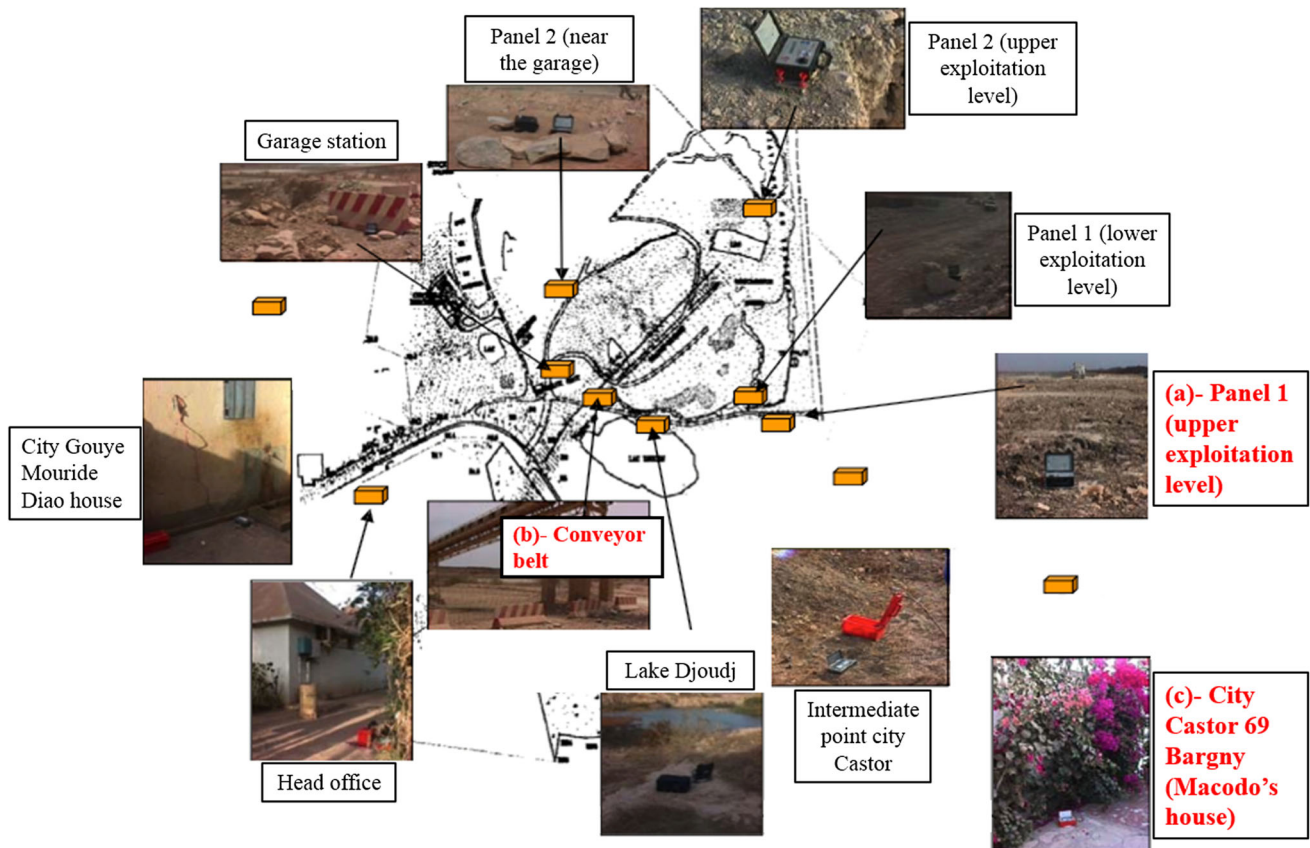 Panel 2 (near
the garage)
Panel 2 (upper
exploitation
level)
Garage station
Panel 1 (lower
exploitation
level)
(a)- Panel 1
(upper
exploitation
level)
City Gouye
Mouride
Diao house
(b)- Conveyor
belt
Lake Djoudj
Intermediate
point city
Castor
(c)- City
Castor 69
Bargny
(Macodo's
house)
Head office